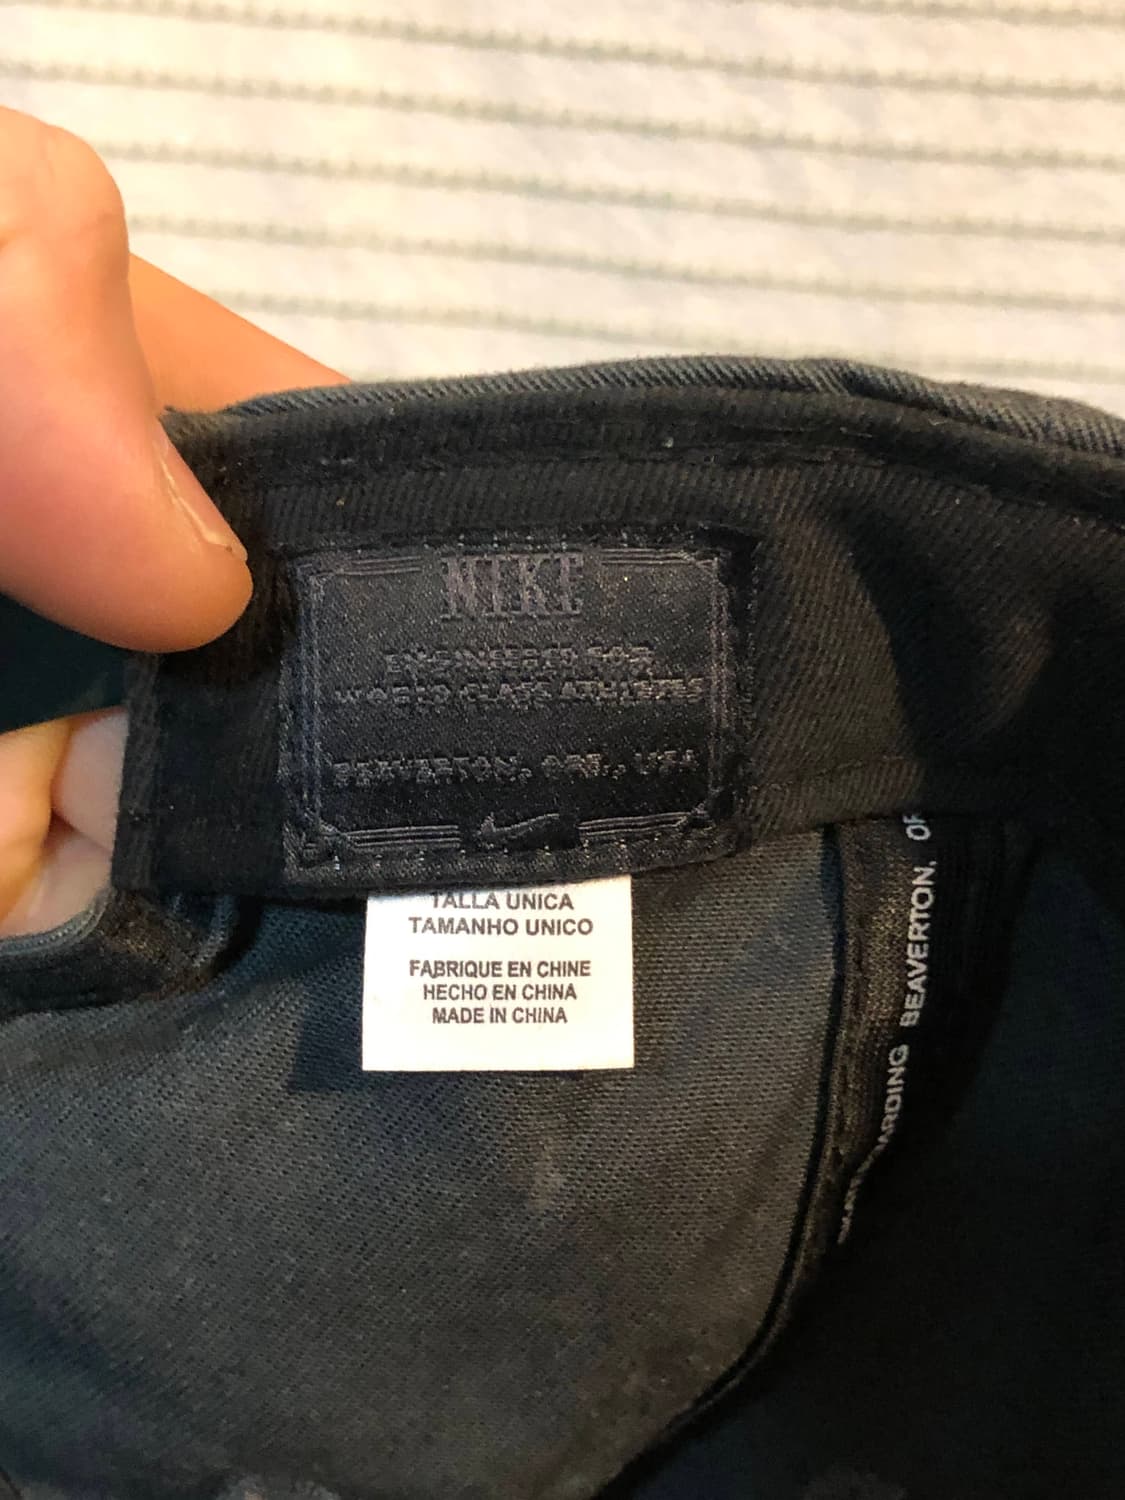 NIKE
ENGINEERED FOR
WORLD CLASS ATHLETES
BEAVERTON, ORE., USA
TALLA UNICA
TAMANHO UNICO
FABRIQUE EN CHINE
HECHO EN CHINA
MADE IN CHINA
BEAVERTON,